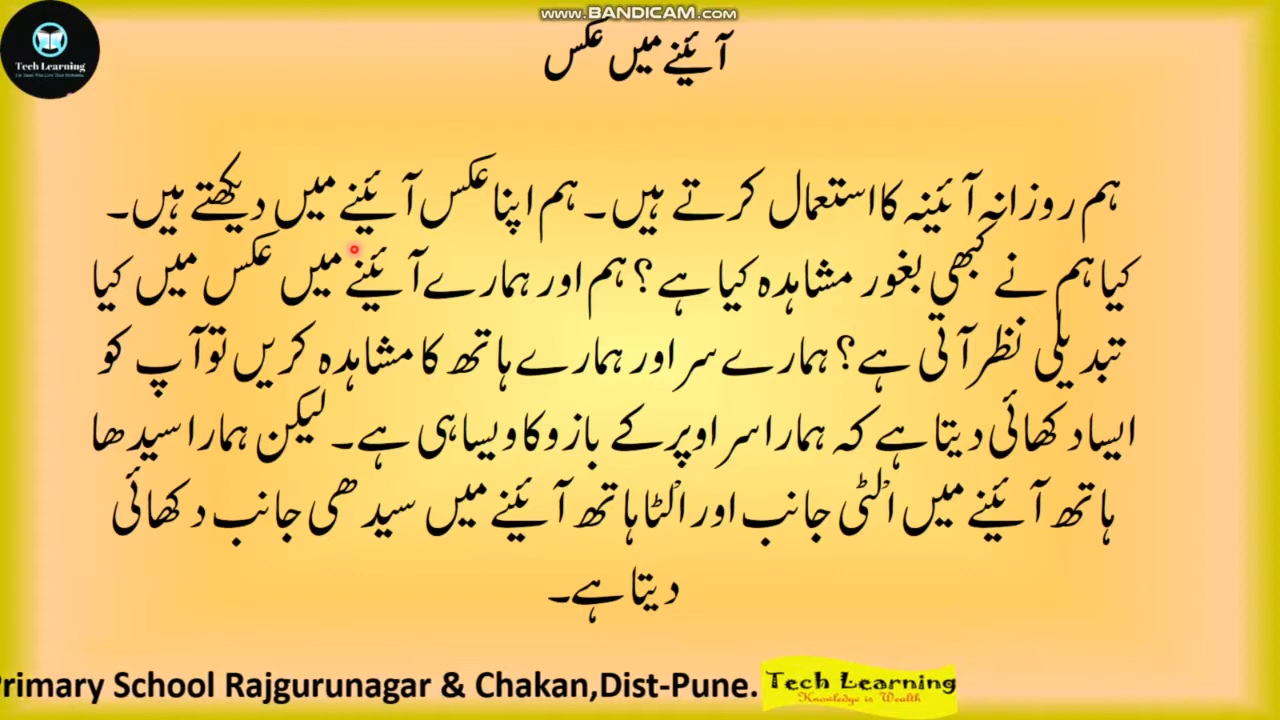 www.BANDICAM.com
Tech Learning
آئینے میں عکس
ہم روزانہ آئینہ کا استعمال کرتے ہیں۔ ہم اپنا عکس آئینے میں دیکھتے ہیں۔
کیا ہم نے کبھی بغور مشاہدہ کیا ہے؟ ہم اور ہمارے آئینے میں عکس میں کیا
تبدیلی نظر آتی ہے؟ ہمارے سر اور ہمارے ہاتھ کا مشاہدہ کریں تو آپ کو
ایسا دکھائی دیتا ہے کہ ہمارا سر اوپر کے بازو کا ویسا ہی ہے۔ لیکن ہمارا سیدھا
ہاتھ آئینے میں اُلٹی جانب اور اُلٹا ہاتھ آئینے میں سیدھی جانب دکھائی
دیتا ہے۔
Primary School Rajgurunagar & Chakan,Dist-Pune.
Tech Learning
Knowledge is Wealth